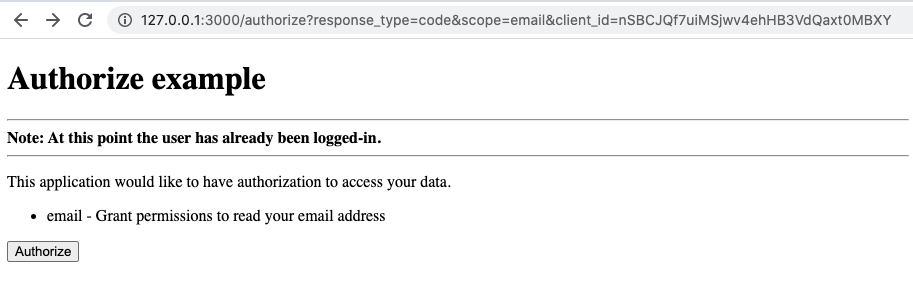 127.0.0.1:3000/authorize?response_type=code&scope=email&client_id=nSBCJQf7uiMSjwv4ehHB3VdQaxt0MBXY
Authorize example
Note: At this point the user has already been logged-in.
This application would like to have authorization to access your data.
• email - Grant permissions to read your email address
Authorize